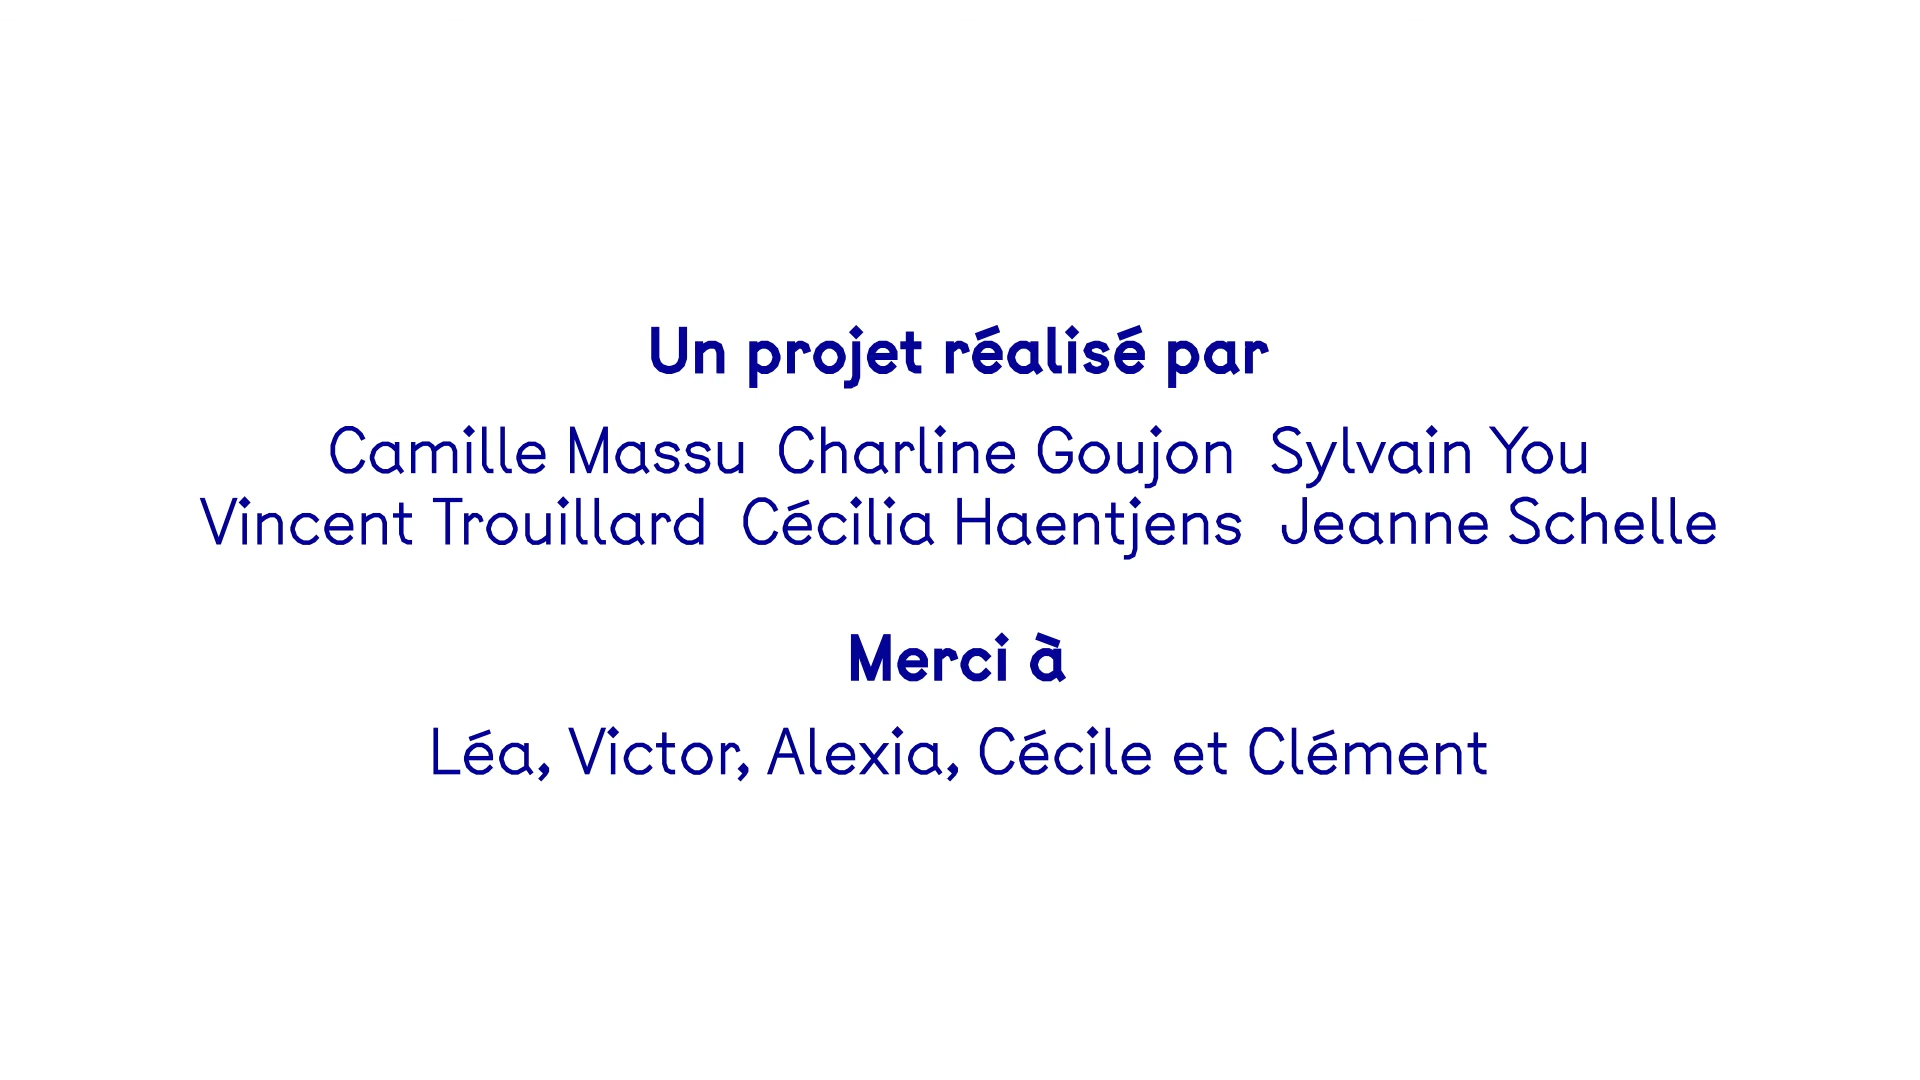 Un projet réalisé par
Camille Massu Charline Goujon Sylvain You
Vincent Trouillard Cécilia Haentjens Jeanne Schelle
Merci à
Léa, Victor, Alexia, Cécile et Clément